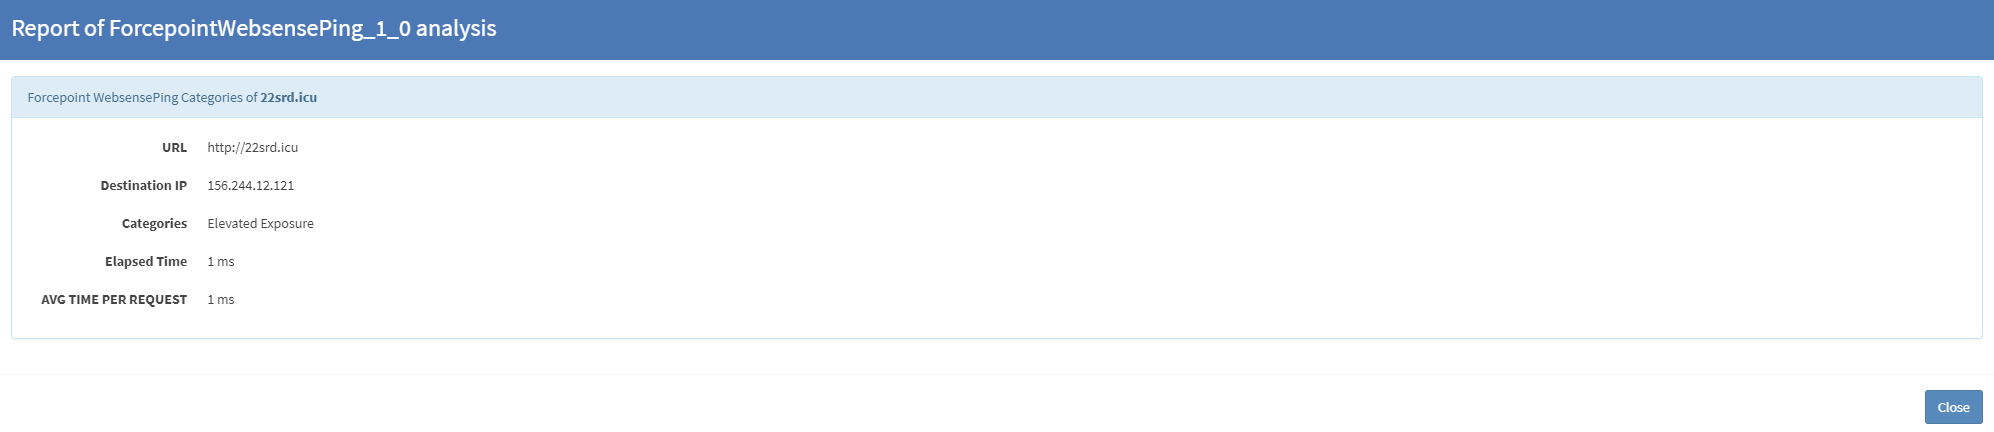 Report of ForcepointWebsensePing_1_0 analysis
Forcepoint WebsensePing Categories of 22srd.icu
URL http://22srd.icu
Destination IP 156.244.12.121
Categories Elevated Exposure
Elapsed Time 1 ms
AVG TIME PER REQUEST 1 ms
Close